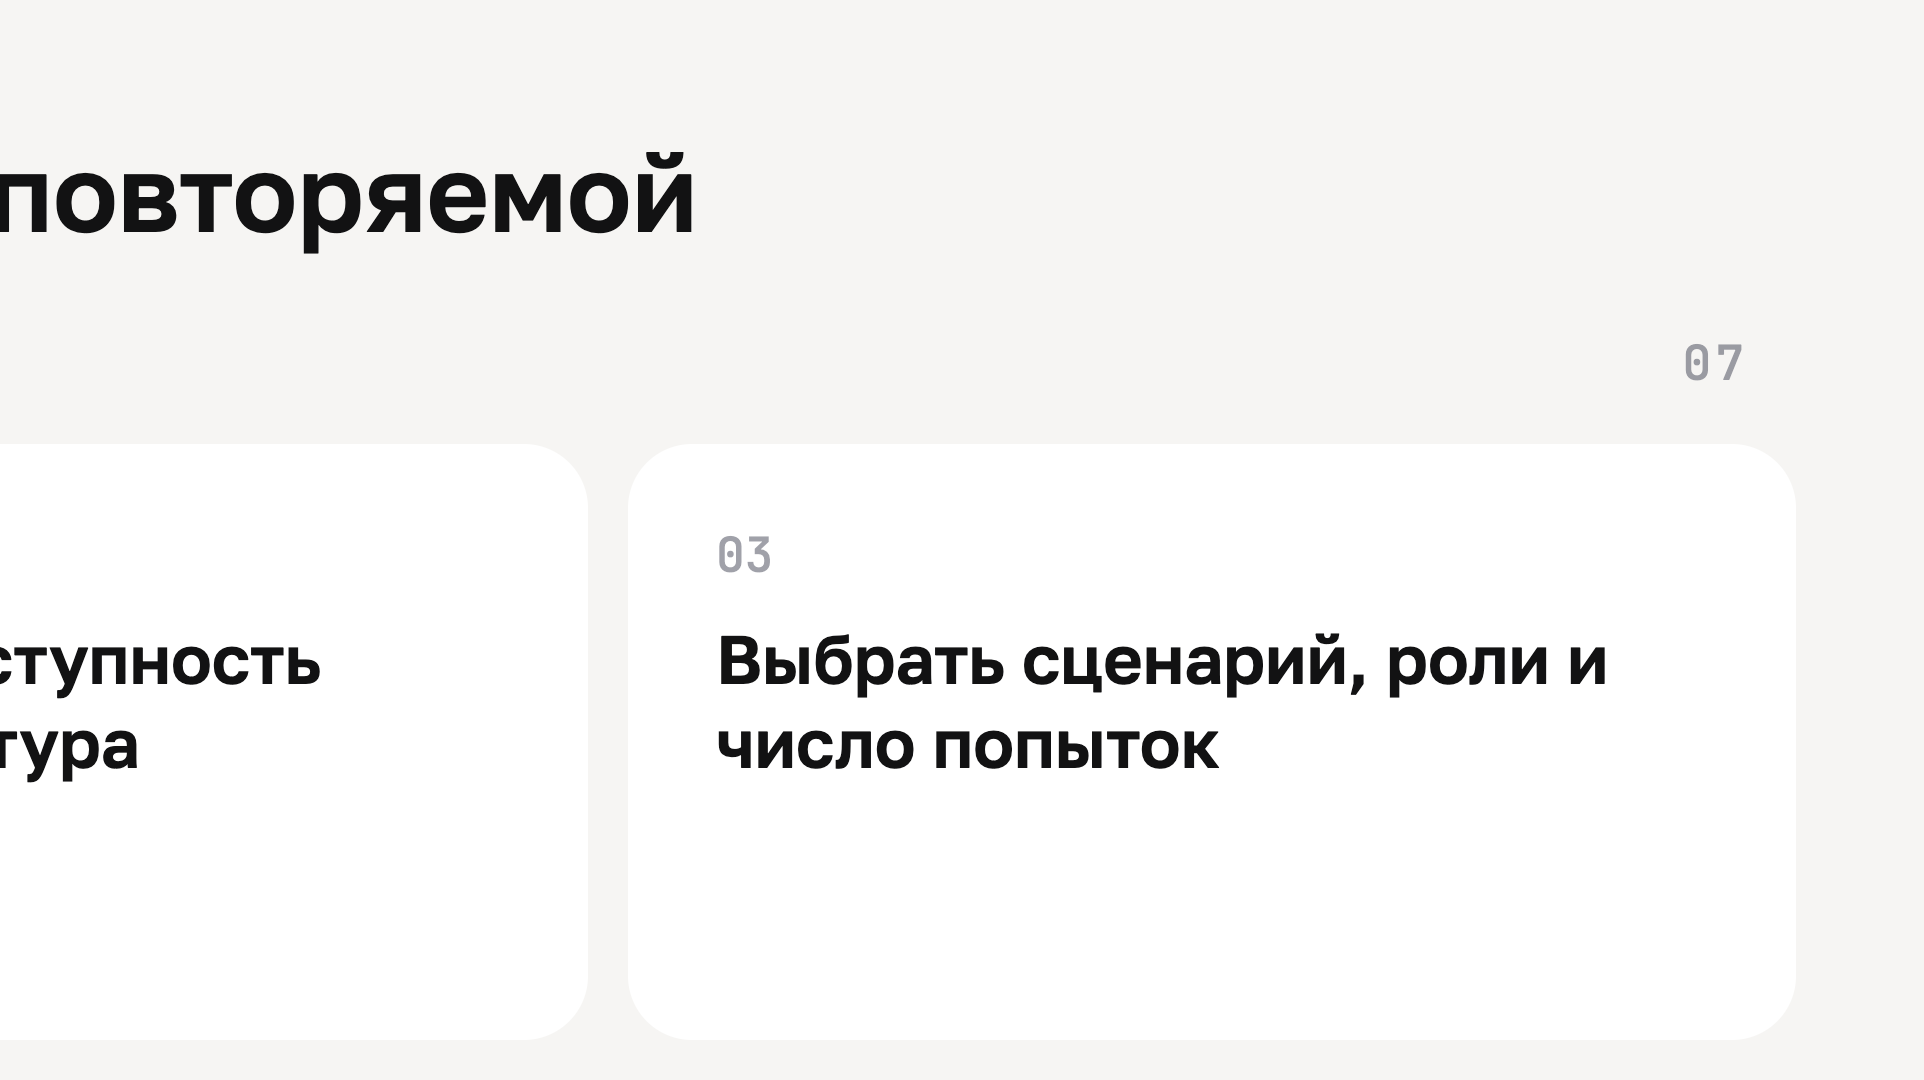 повторяемой
07
ступность
тура
03
Выбрать сценарий, роли и
число попыток